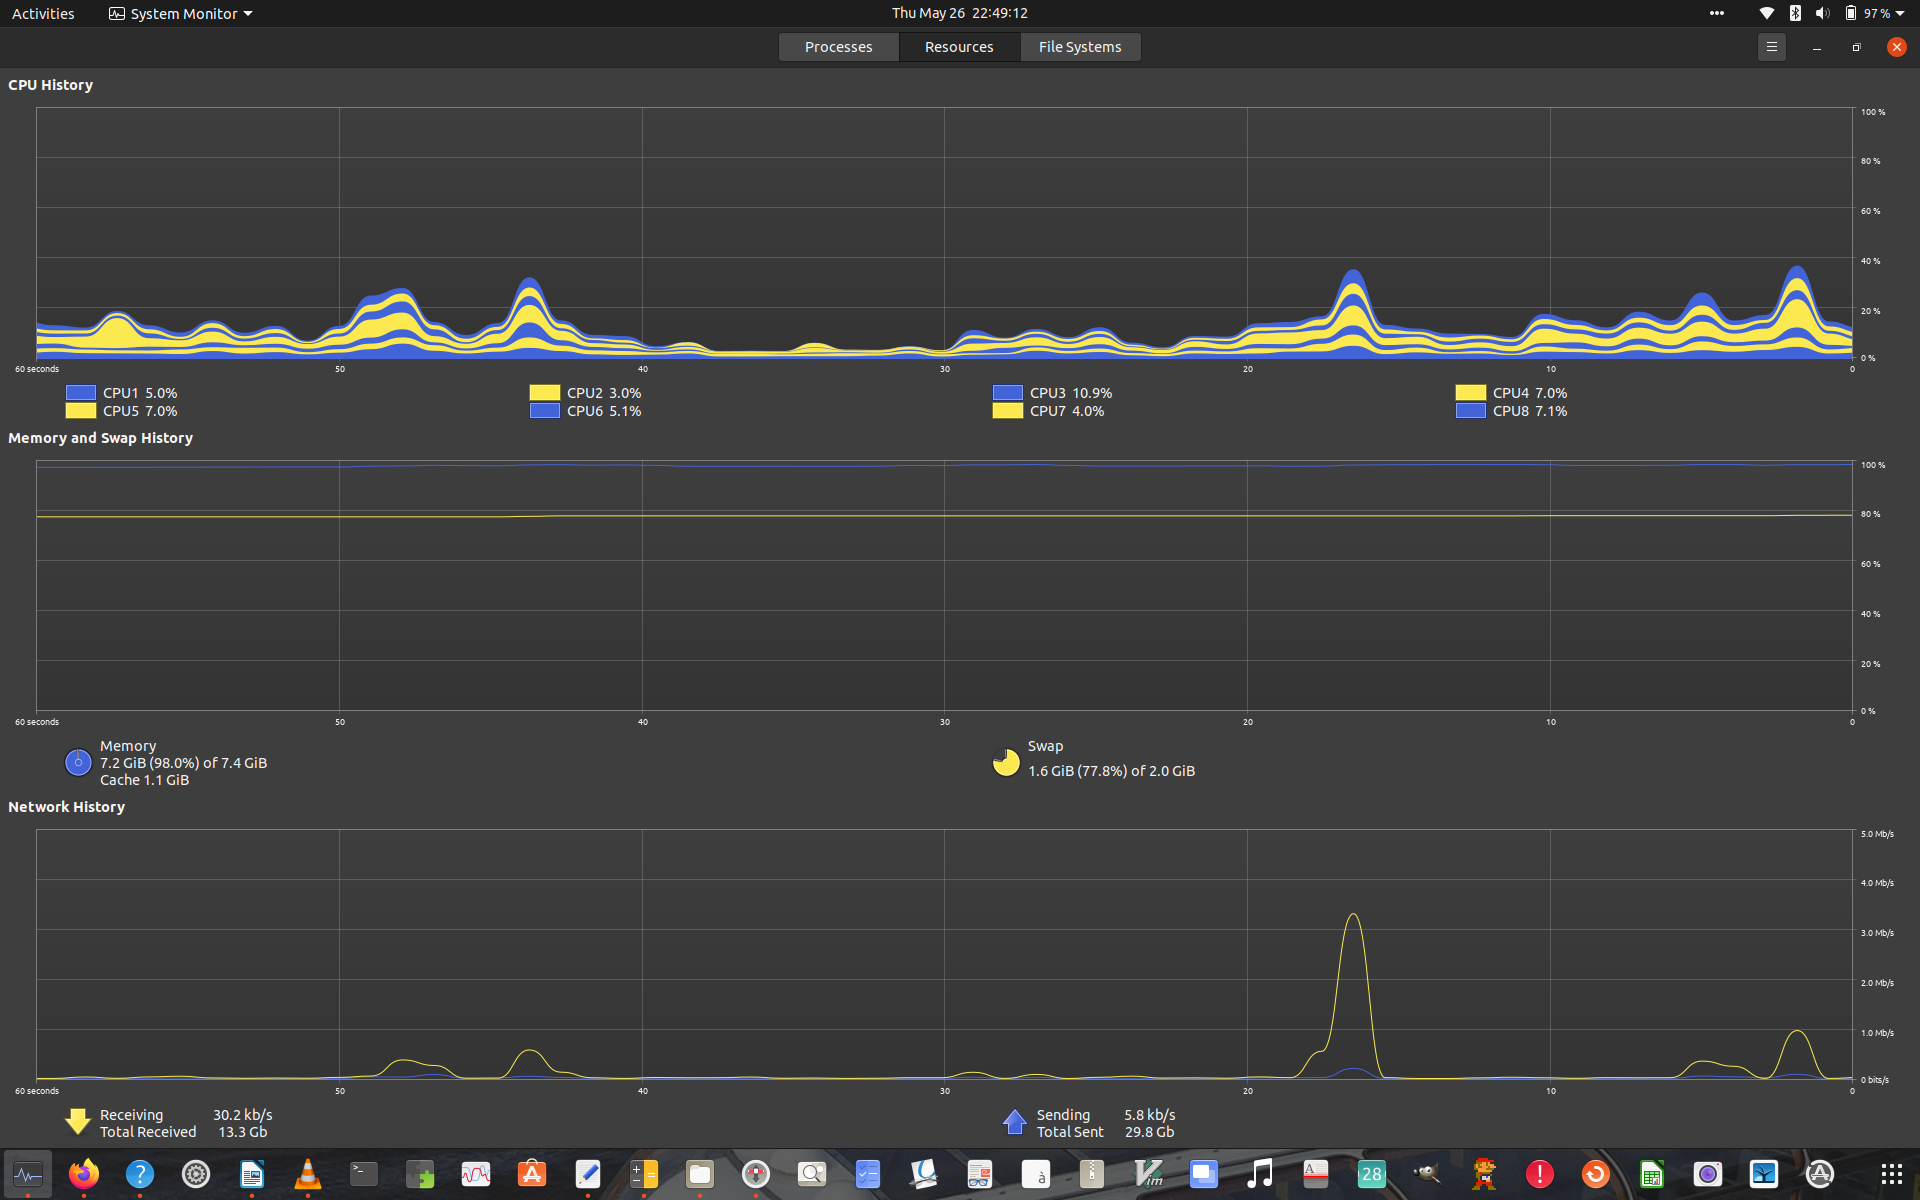 Activities System Monitor Thu May 26 22:49:12 97 %
Processes Resources File Systems
CPU History
100 %
80 %
60 %
40 %
20 %
0 %
60 seconds 50 40 30 20 10 0
CPU1 5.0% CPU2 3.0% CPU3 10.9% CPU4 7.0%
CPU5 7.0% CPU6 5.1% CPU7 4.0% CPU8 7.1%
Memory and Swap History
100 %
80 %
60 %
40 %
20 %
0 %
60 seconds 50 40 30 20 10 0
Memory
7.2 GiB (98.0%) of 7.4 GiB
Cache 1.1 GiB
Swap
1.6 GiB (77.8%) of 2.0 GiB
Network History
5.0 Mb/s
4.0 Mb/s
3.0 Mb/s
2.0 Mb/s
1.0 Mb/s
0 bits/s
60 seconds 50 40 30 20 10 0
Receiving 30.2 kb/s
Total Received 13.3 Gb
Sending 5.8 kb/s
Total Sent 29.8 Gb
? >_ A à Vim A 28 !